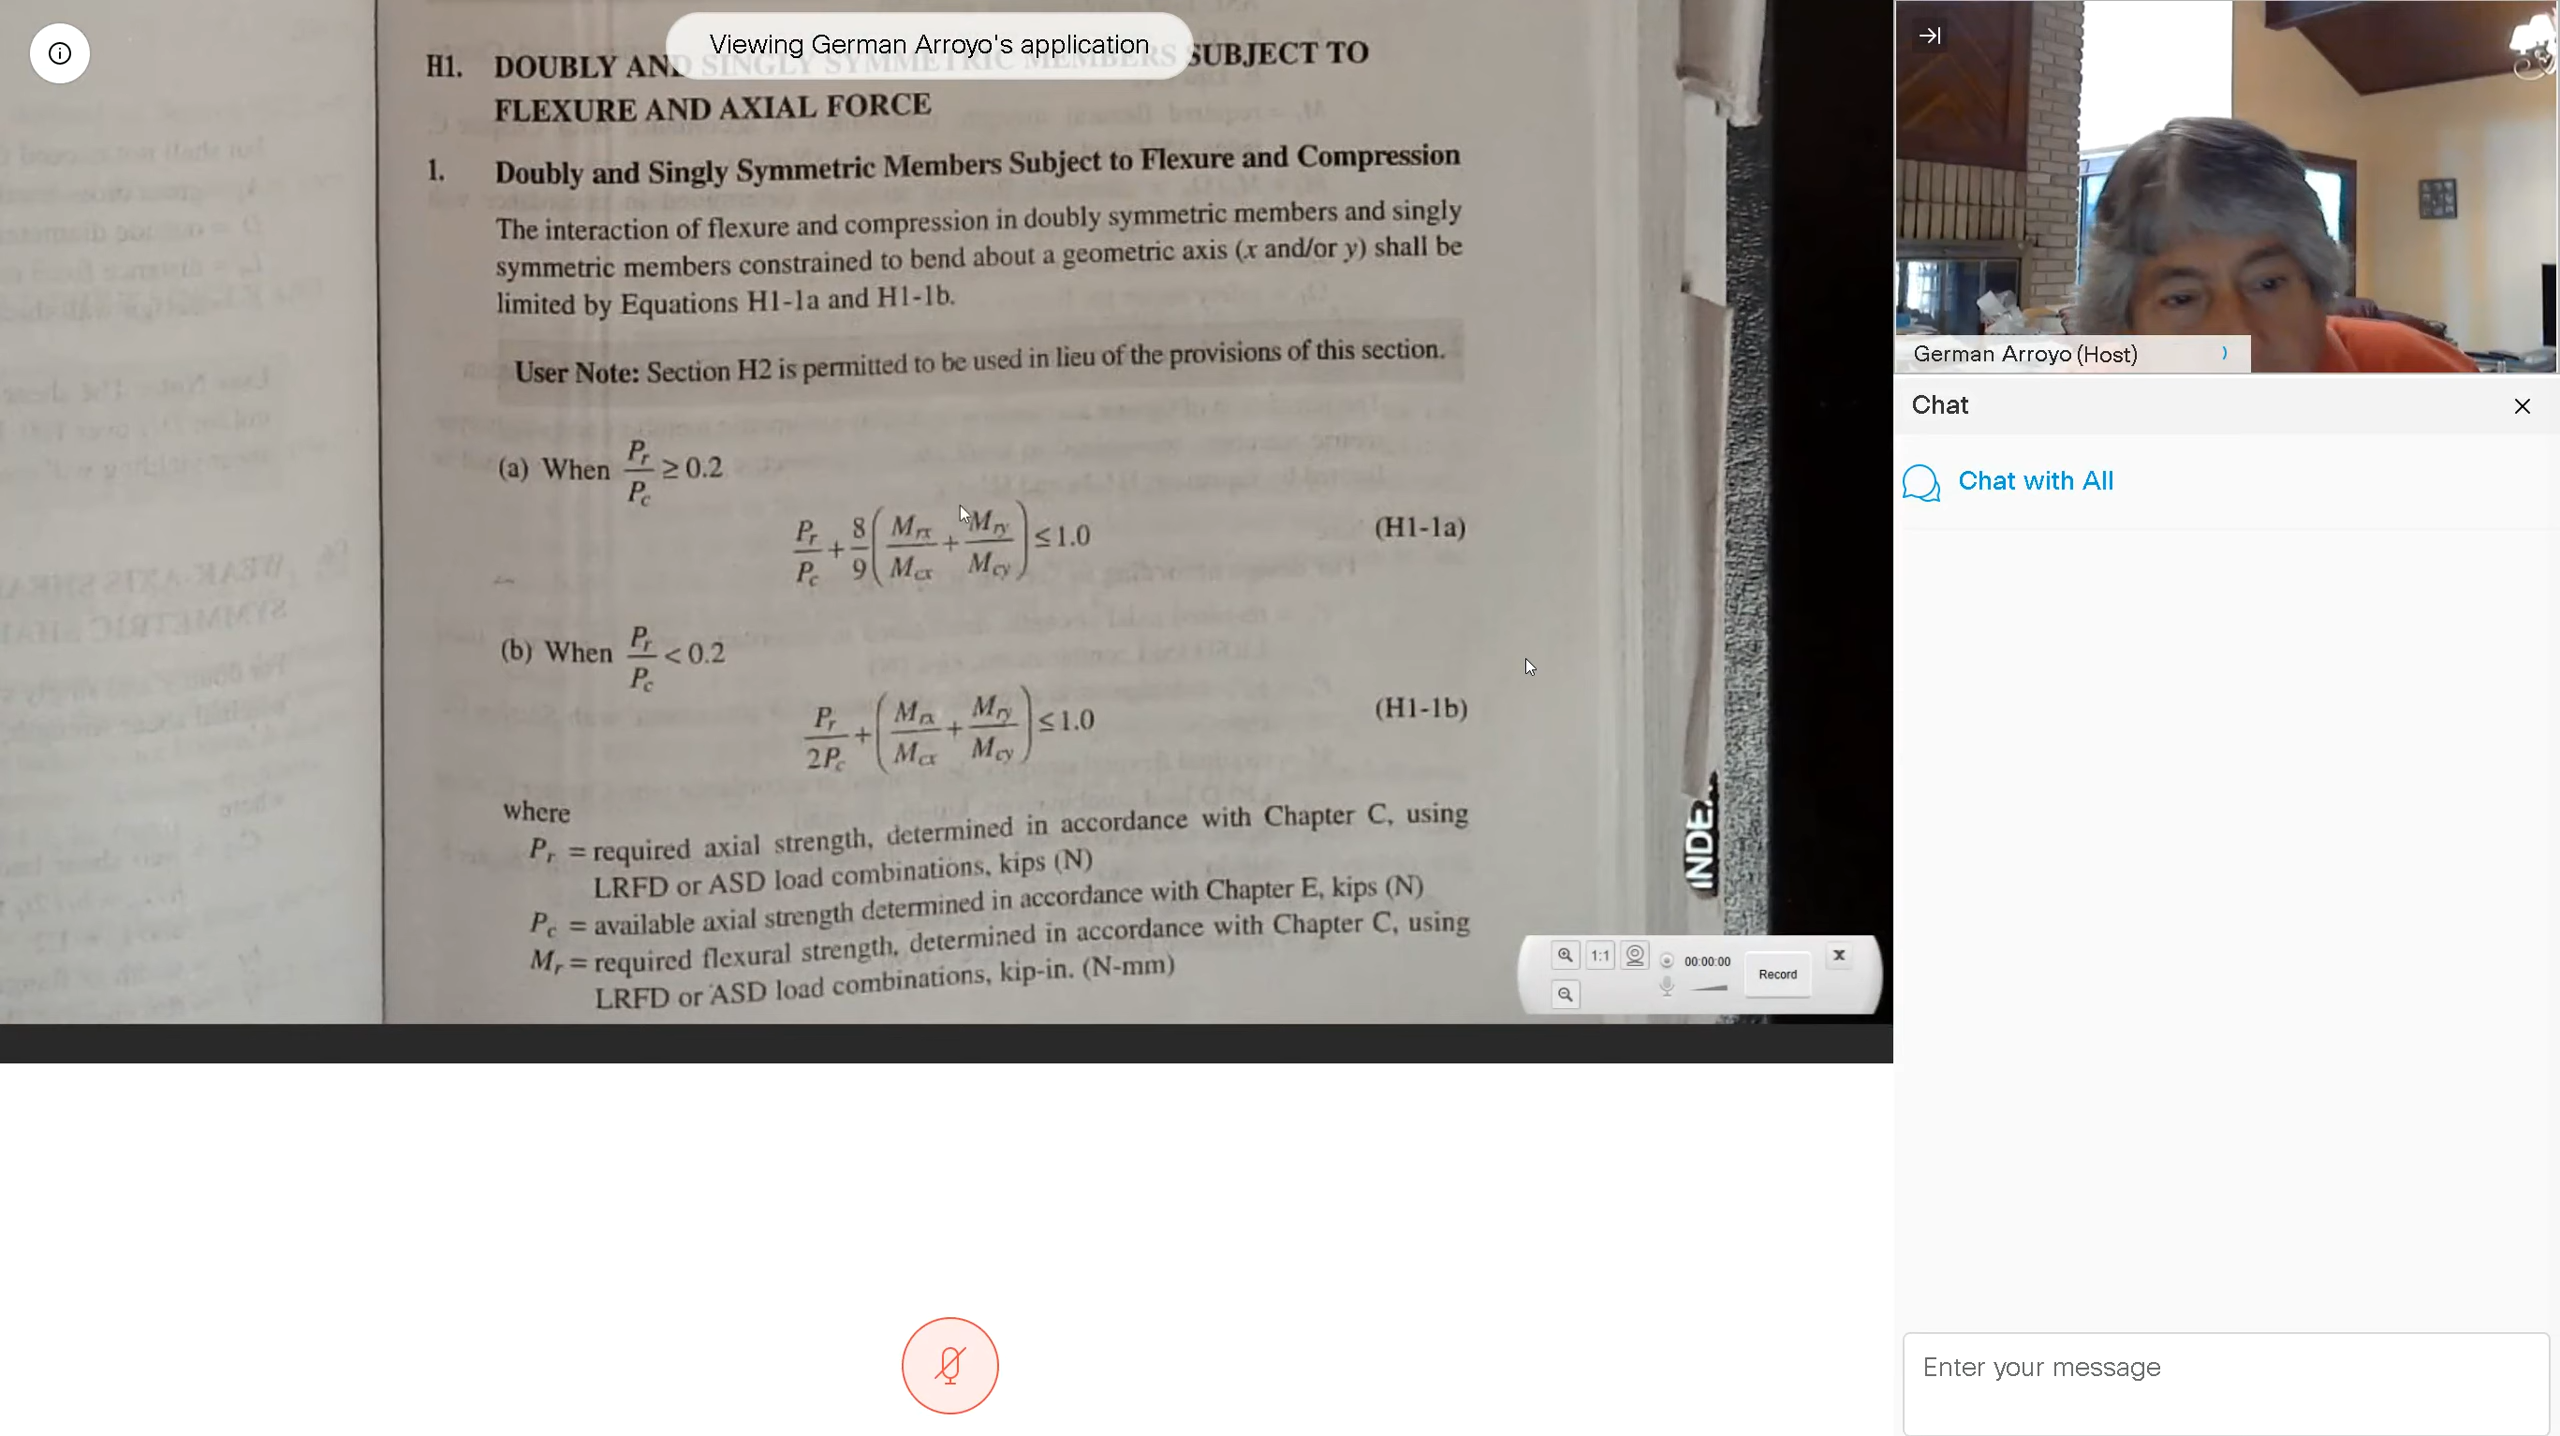 Viewing German Arroyo's application
H1. DOUBLY AND SINGLY SYMMETRIC MEMBERS SUBJECT TO
FLEXURE AND AXIAL FORCE
1. Doubly and Singly Symmetric Members Subject to Flexure and Compression
The interaction of flexure and compression in doubly symmetric members and singly
symmetric members constrained to bend about a geometric axis (x and/or y) shall be
limited by Equations H1-1a and H1-1b.
User Note: Section H2 is permitted to be used in lieu of the provisions of this section.
(a) When Pr/Pc ≥ 0.2
Pr/Pc + 8/9 (Mrx/Mcx + Mry/Mcy) ≤ 1.0 (H1-1a)
(b) When Pr/Pc < 0.2
Pr/2Pc + (Mrx/Mcx + Mry/Mcy) ≤ 1.0 (H1-1b)
where
Pr = required axial strength, determined in accordance with Chapter C, using
LRFD or ASD load combinations, kips (N)
Pc = available axial strength determined in accordance with Chapter E, kips (N)
Mr = required flexural strength, determined in accordance with Chapter C, using
LRFD or ASD load combinations, kip-in. (N-mm)
1:1
00:00:00
Record
x
German Arroyo (Host)
Chat
Chat with All
Enter your message